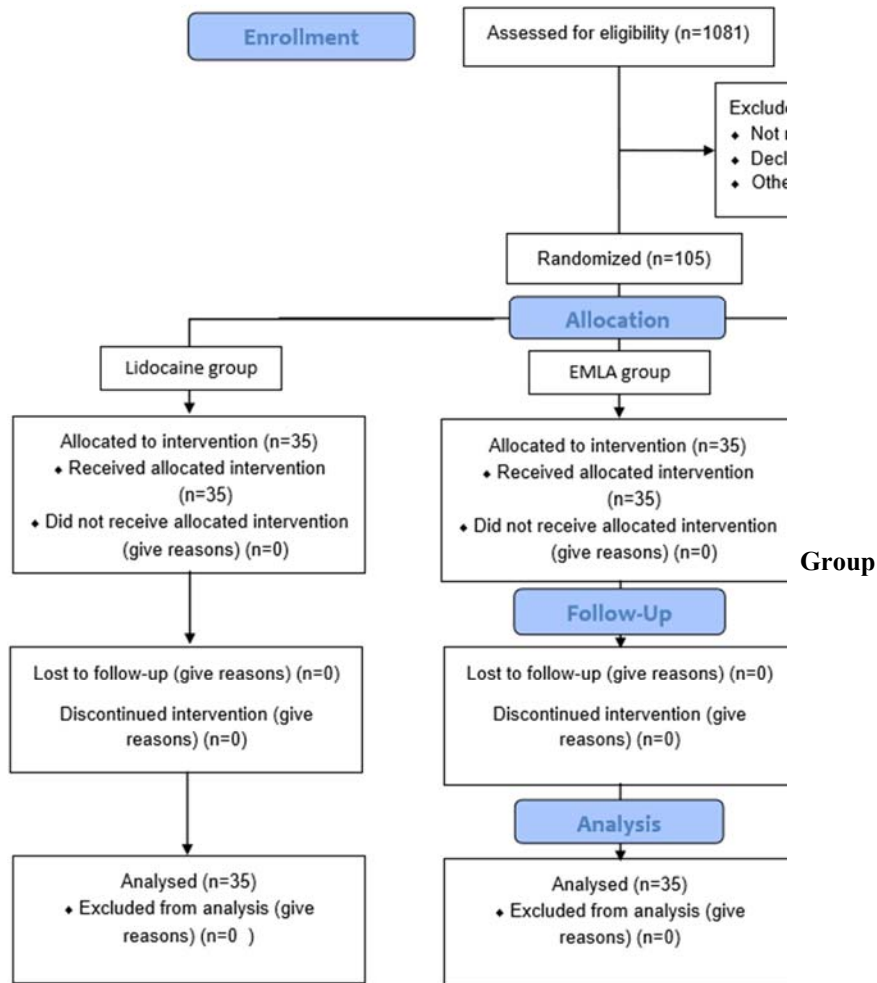 Enrollment
Assessed for eligibility (n=1081)
Exclude
♦ Not
♦ Decl
♦ Othe
Randomized (n=105)
Allocation
Lidocaine group
EMLA group
Allocated to intervention (n=35)
♦ Received allocated intervention
(n=35)
♦ Did not receive allocated intervention
(give reasons) (n=0)
Allocated to intervention (n=35)
♦ Received allocated intervention
(n=35)
♦ Did not receive allocated intervention
(give reasons) (n=0)
Group
Follow-Up
Lost to follow-up (give reasons) (n=0)
Discontinued intervention (give
reasons) (n=0)
Lost to follow-up (give reasons) (n=0)
Discontinued intervention (give
reasons) (n=0)
Analysis
Analysed (n=35)
♦ Excluded from analysis (give
reasons) (n=0 )
Analysed (n=35)
♦ Excluded from analysis (give
reasons) (n=0)